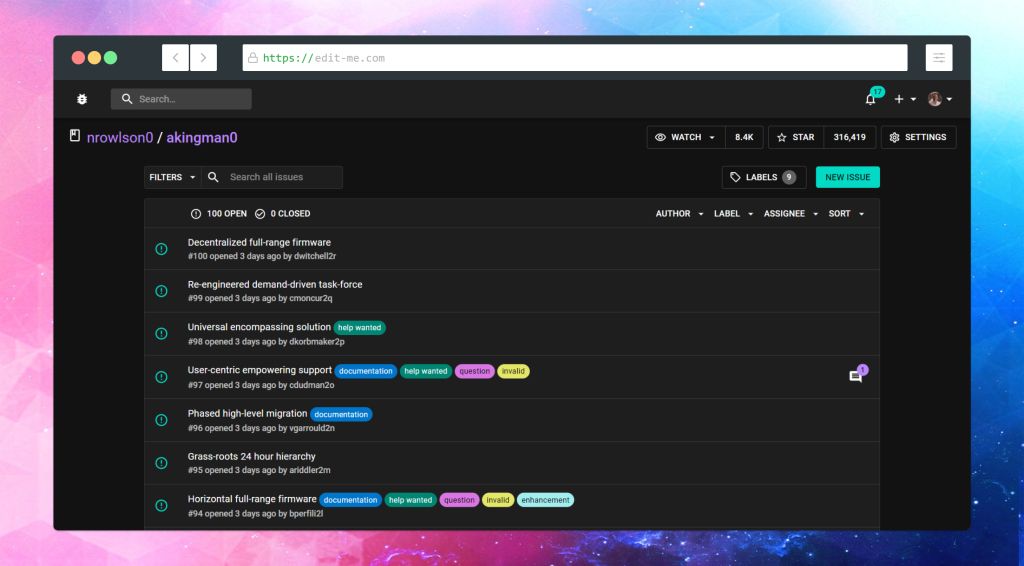 https://edit-me.com
Search… 17
nrowlson0 / akingman0 WATCH 8.4K STAR 316,419 SETTINGS
FILTERS Search all issues LABELS 9 NEW ISSUE
100 OPEN 0 CLOSED AUTHOR LABEL ASSIGNEE SORT
Decentralized full-range firmware
#100 opened 3 days ago by dwitchell2r
Re-engineered demand-driven task-force
#99 opened 3 days ago by cmoncur2q
Universal encompassing solution help wanted
#98 opened 3 days ago by dkorbmaker2p
User-centric empowering support documentation help wanted question invalid 1
#97 opened 3 days ago by cdudman2o
Phased high-level migration documentation
#96 opened 3 days ago by vgarrould2n
Grass-roots 24 hour hierarchy
#95 opened 3 days ago by ariddler2m
Horizontal full-range firmware documentation help wanted question invalid enhancement
#94 opened 3 days ago by bperfili2l